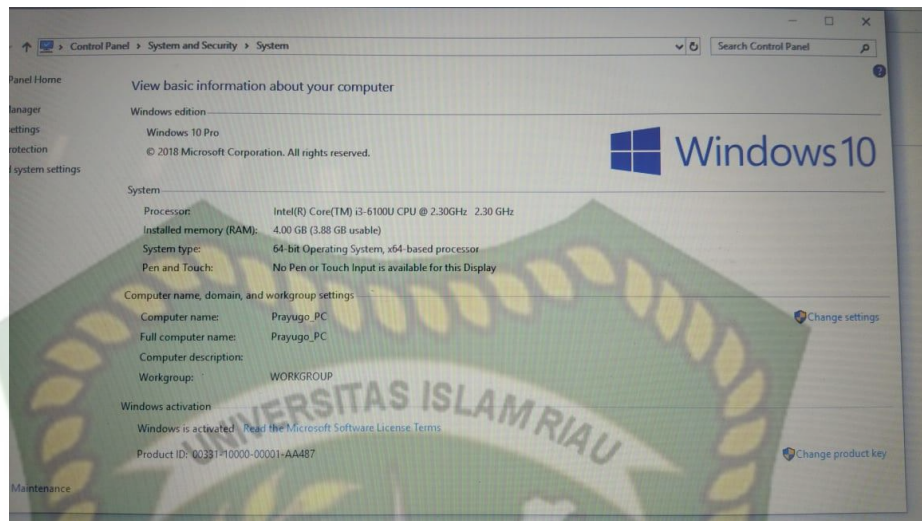 Control Panel > System and Security > System
Search Control Panel
Panel Home
View basic information about your computer
Windows edition
Windows 10 Pro
© 2018 Microsoft Corporation. All rights reserved.
Windows 10
system settings
System
Processor: Intel(R) Core(TM) i3-6100U CPU @ 2.30GHz 2.30 GHz
Installed memory (RAM): 4.00 GB (3.88 GB usable)
System type: 64-bit Operating System, x64-based processor
Pen and Touch: No Pen or Touch Input is available for this Display
Computer name, domain, and workgroup settings
Computer name: Prayugo_PC
Change settings
Full computer name: Prayugo_PC
Computer description:
Workgroup: WORKGROUP
UNIVERSITAS ISLAM RIAU
Windows activation
Windows is activated Read the Microsoft Software License Terms
Product ID: 00331-10000-00001-AA487
Change product key
Maintenance